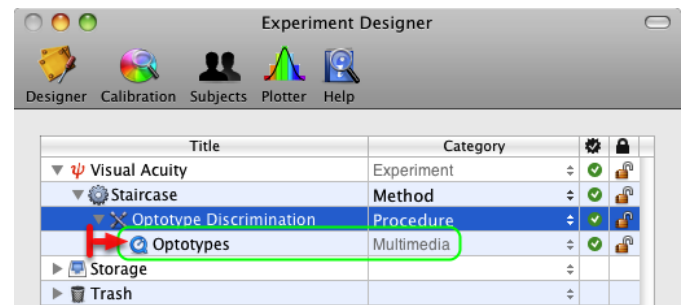 Experiment Designer
Designer Calibration Subjects Plotter Help
Title Category
ψ Visual Acuity Experiment
Staircase Method
Optotype Discrimination Procedure
Optotypes Multimedia
Storage
Trash